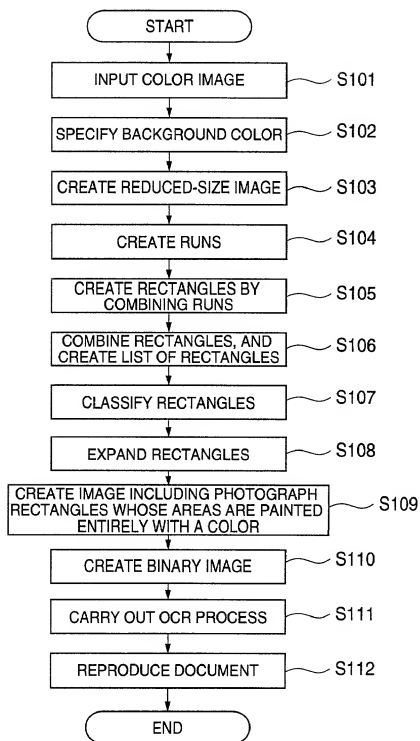 START
INPUT COLOR IMAGE
S101
SPECIFY BACKGROUND COLOR
S102
CREATE REDUCED-SIZE IMAGE
S103
CREATE RUNS
S104
CREATE RECTANGLES BY
COMBINING RUNS
S105
COMBINE RECTANGLES, AND
CREATE LIST OF RECTANGLES
S106
CLASSIFY RECTANGLES
S107
EXPAND RECTANGLES
S108
CREATE IMAGE INCLUDING PHOTOGRAPH
RECTANGLES WHOSE AREAS ARE PAINTED
ENTIRELY WITH A COLOR
S109
CREATE BINARY IMAGE
S110
CARRY OUT OCR PROCESS
S111
REPRODUCE DOCUMENT
S112
END